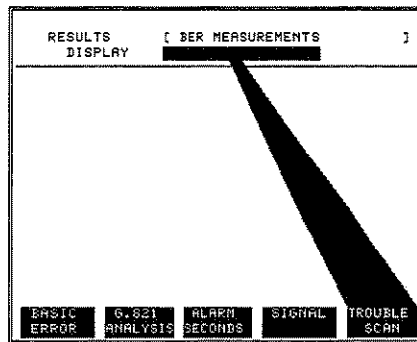 RESULTS [ BER MEASUREMENTS ]
DISPLAY
BASIC ERROR
G.821 ANALYSIS
ALARM SECONDS
SIGNAL
TROUBLE SCAN